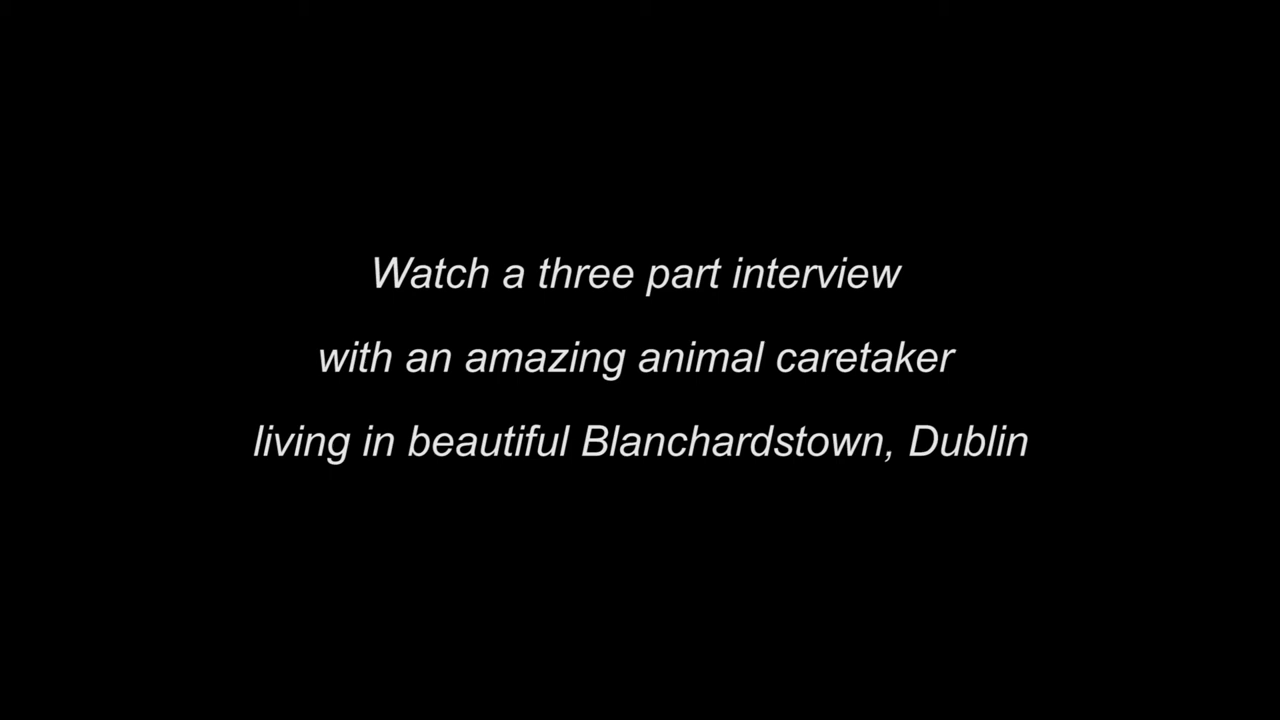 Watch a three part interview
with an amazing animal caretaker
living in beautiful Blanchardstown, Dublin